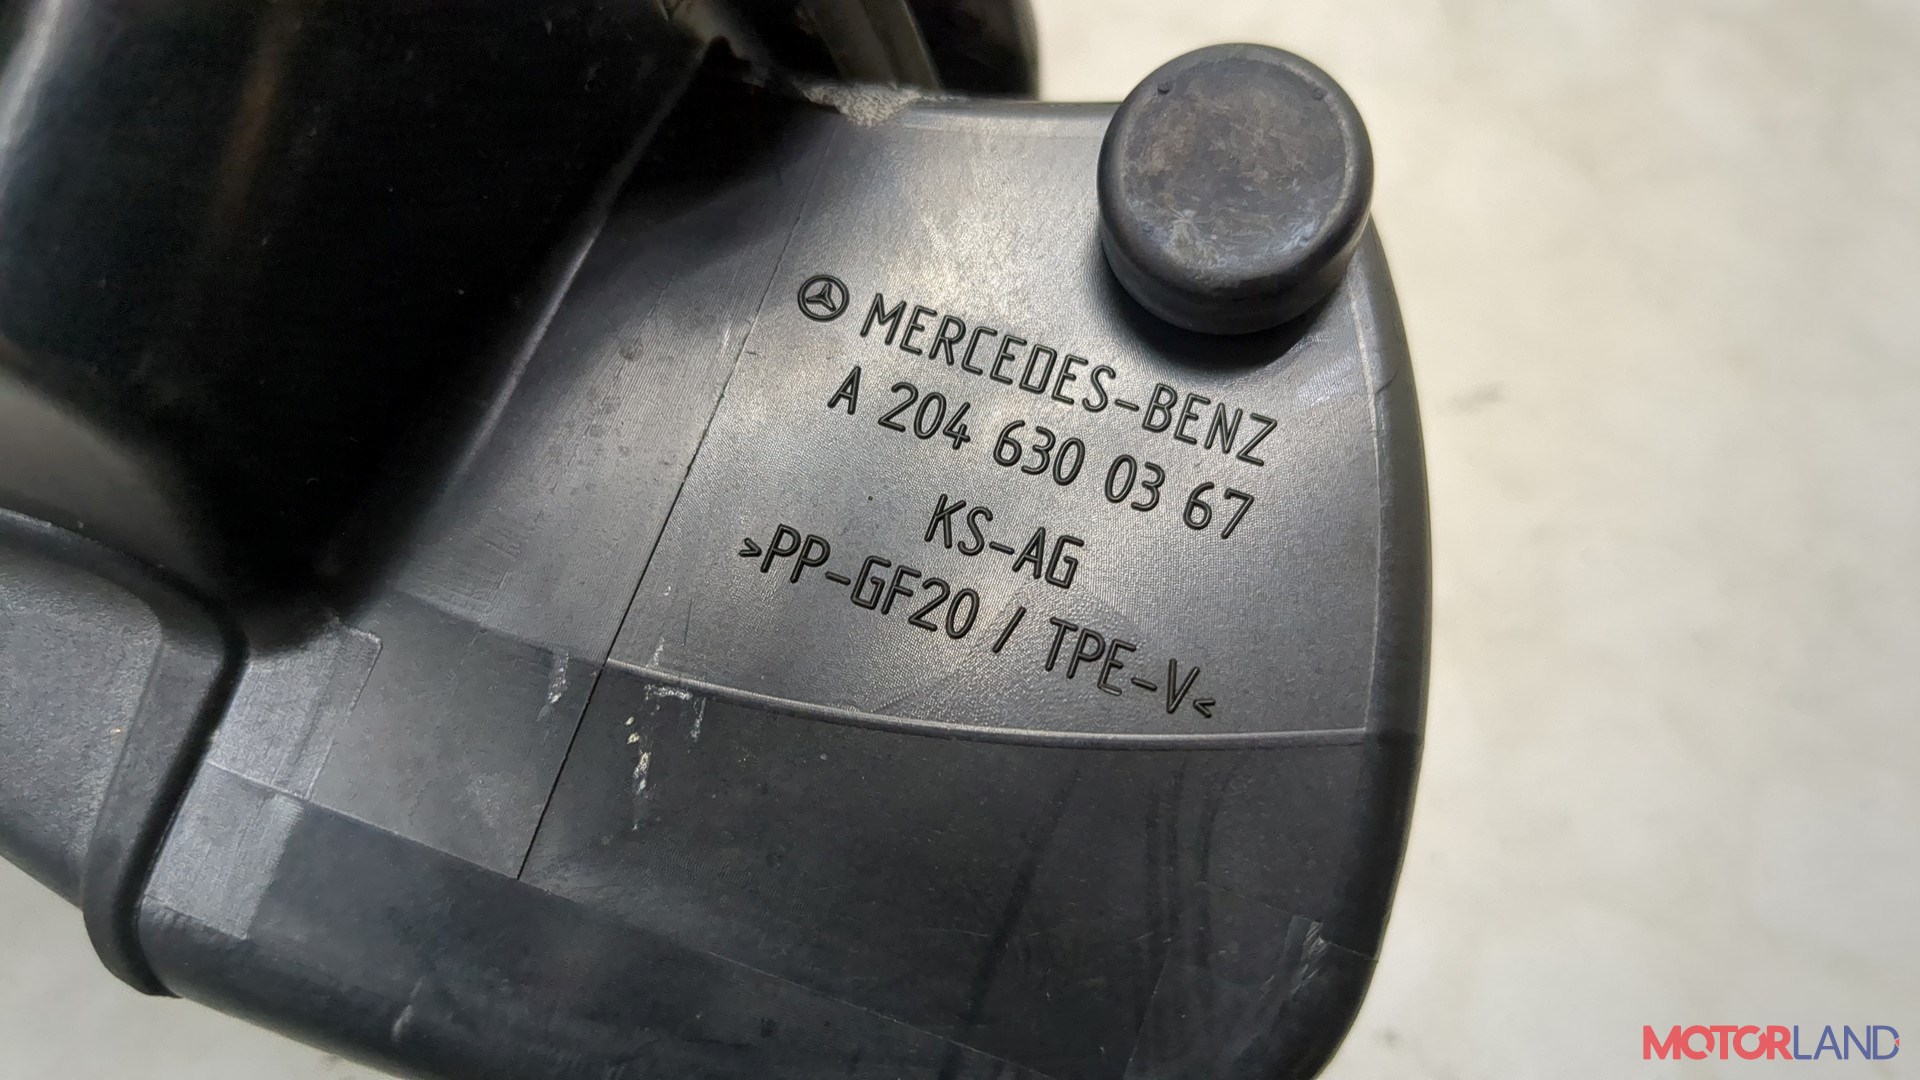 MERCEDES-BENZ
A 204 630 03 67
KS-AG
>PP-GF20 / TPE-V<
MOTORLAND